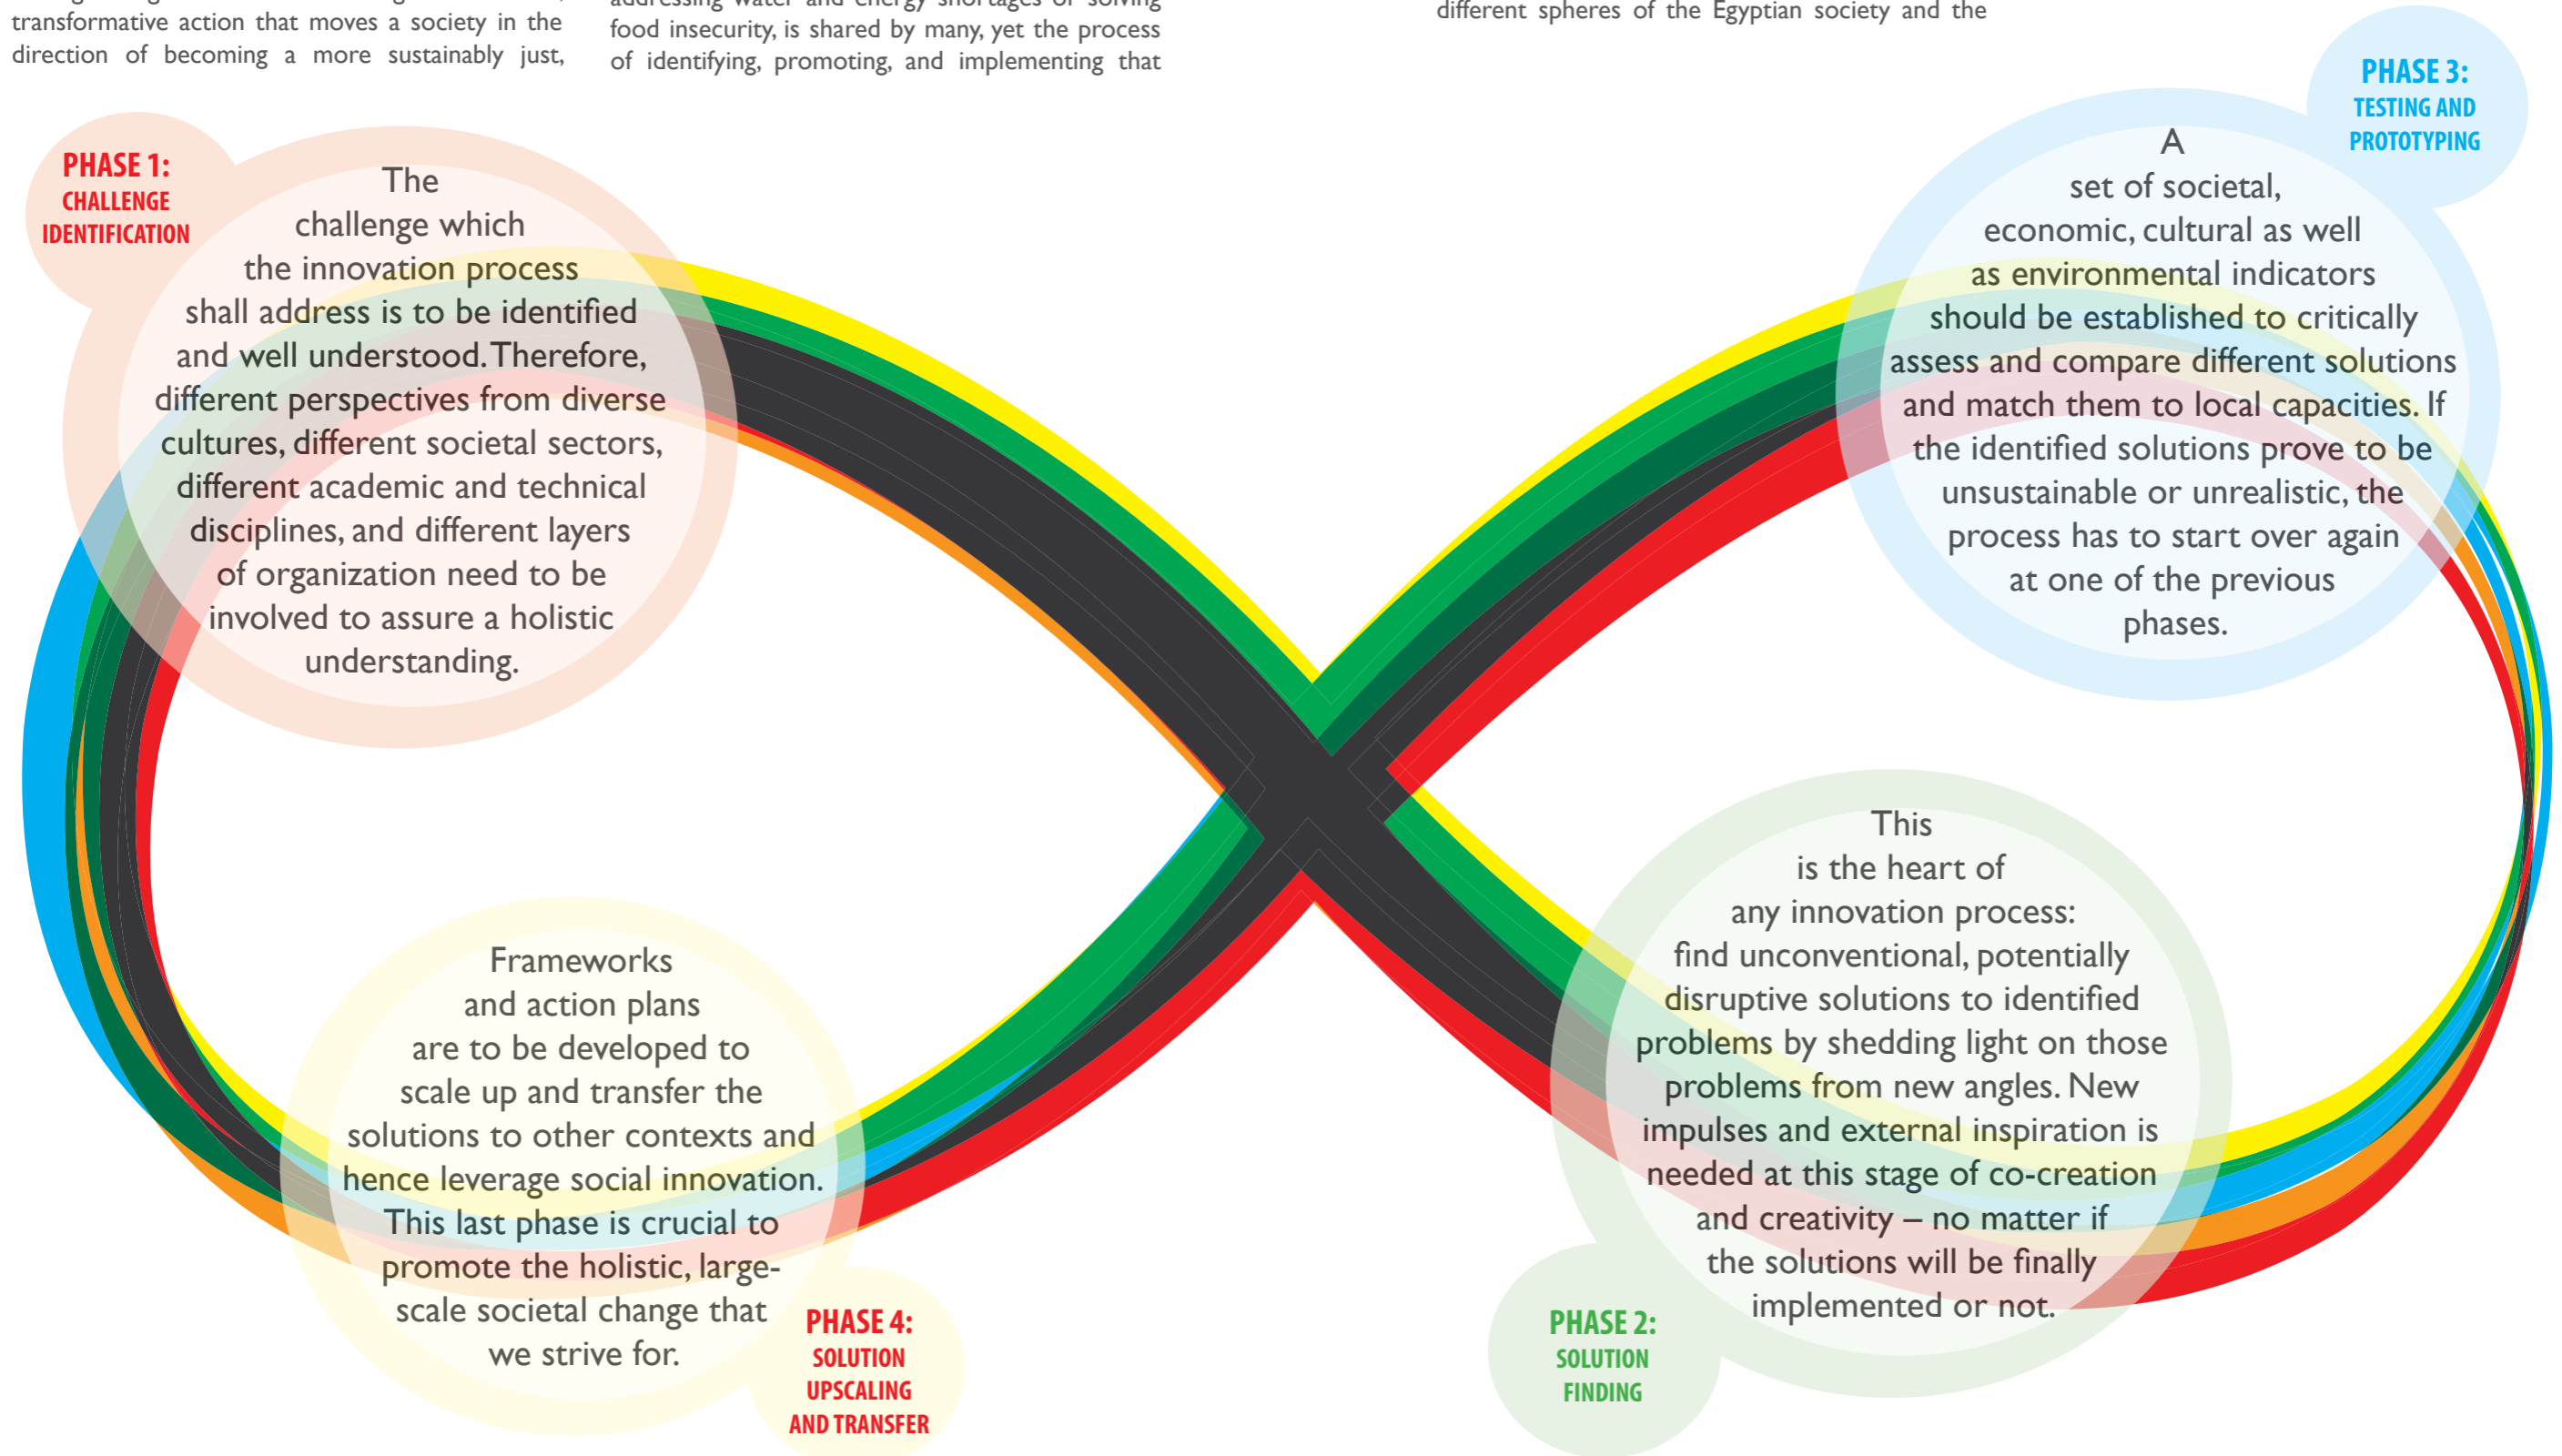 transformative action that moves a society in the
direction of becoming a more sustainably just,
addressing water and energy shortages or solving
food insecurity, is shared by many, yet the process
of identifying, promoting, and implementing that
different spheres of the Egyptian society and the
PHASE 1:
CHALLENGE
IDENTIFICATION
The
challenge which
the innovation process
shall address is to be identified
and well understood. Therefore,
different perspectives from diverse
cultures, different societal sectors,
different academic and technical
disciplines, and different layers
of organization need to be
involved to assure a holistic
understanding.
PHASE 3:
TESTING AND
PROTOTYPING
A
set of societal,
economic, cultural as well
as environmental indicators
should be established to critically
assess and compare different solutions
and match them to local capacities. If
the identified solutions prove to be
unsustainable or unrealistic, the
process has to start over again
at one of the previous
phases.
Frameworks
and action plans
are to be developed to
scale up and transfer the
solutions to other contexts and
hence leverage social innovation.
This last phase is crucial to
promote the holistic, large-
scale societal change that
we strive for.
PHASE 4:
SOLUTION
UPSCALING
AND TRANSFER
This
is the heart of
any innovation process:
find unconventional, potentially
disruptive solutions to identified
problems by shedding light on those
problems from new angles. New
impulses and external inspiration is
needed at this stage of co-creation
and creativity – no matter if
the solutions will be finally
implemented or not.
PHASE 2:
SOLUTION
FINDING